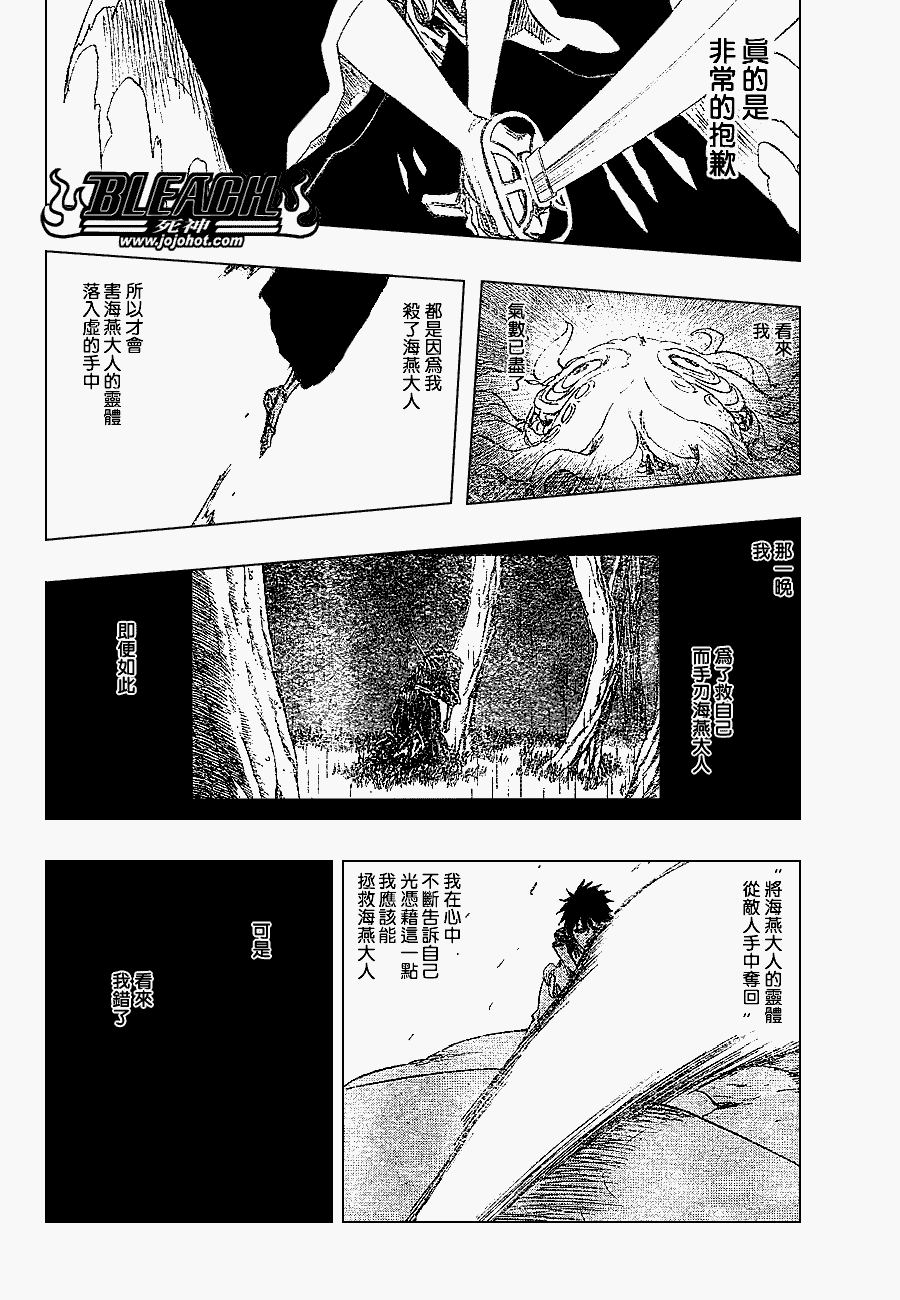 眞的是
非常的抱歉
BLEACH
死神
www.jojohot.com
看來
我
氣數已盡了
都是因爲我
殺了海燕大人
所以才會
害海燕大人的靈體
落入虛的手中
那一晚
我
爲了救自己
而手刃海燕大人
即便如此
“將海燕大人的靈體
從敵人手中奪回”
我在心中
不斷告訴自己
光憑藉這一點
我應該能
拯救海燕大人
可是
看來
我錯了